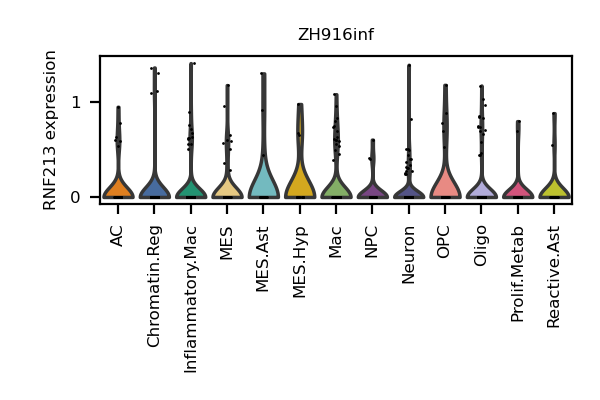 ZH916inf
RNF213 expression
1
0
AC
Chromatin.Reg
Inflammatory.Mac
MES
MES.Ast
MES.Hyp
Mac
NPC
Neuron
OPC
Oligo
Prolif.Metab
Reactive.Ast